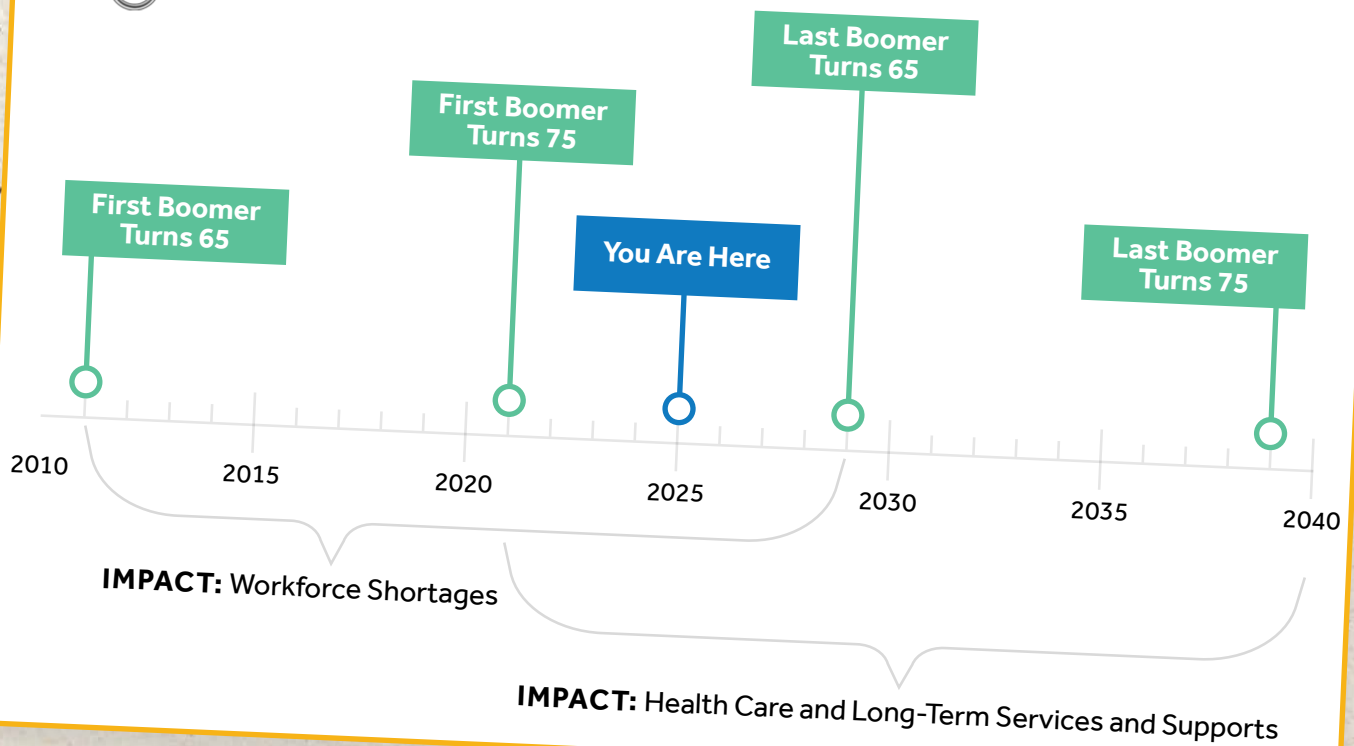 Last Boomer
Turns 65
First Boomer
Turns 75
First Boomer
Turns 65
You Are Here
Last Boomer
Turns 75
2010
2015
2020
2025
2030
2035
2040
IMPACT: Workforce Shortages
IMPACT: Health Care and Long-Term Services and Supports